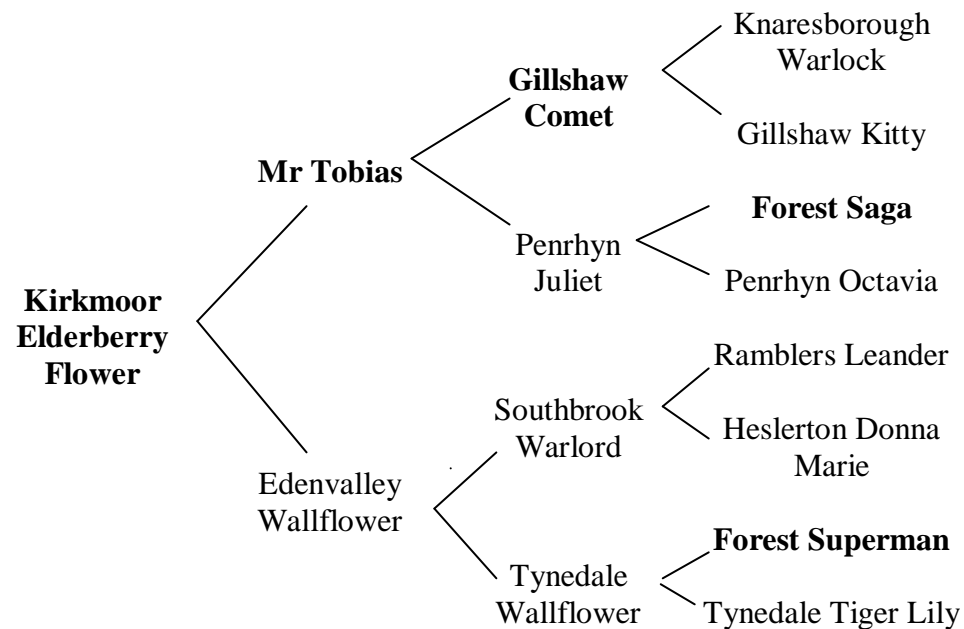 Knaresborough
Warlock
Gillshaw
Comet
Gillshaw Kitty
Mr Tobias
Forest Saga
Penrhyn
Juliet
Penrhyn Octavia
Kirkmoor
Elderberry
Flower
Ramblers Leander
Southbrook
Warlord
Heslerton Donna
Marie
Edenvalley
Wallflower
Forest Superman
Tynedale
Wallflower
Tynedale Tiger Lily